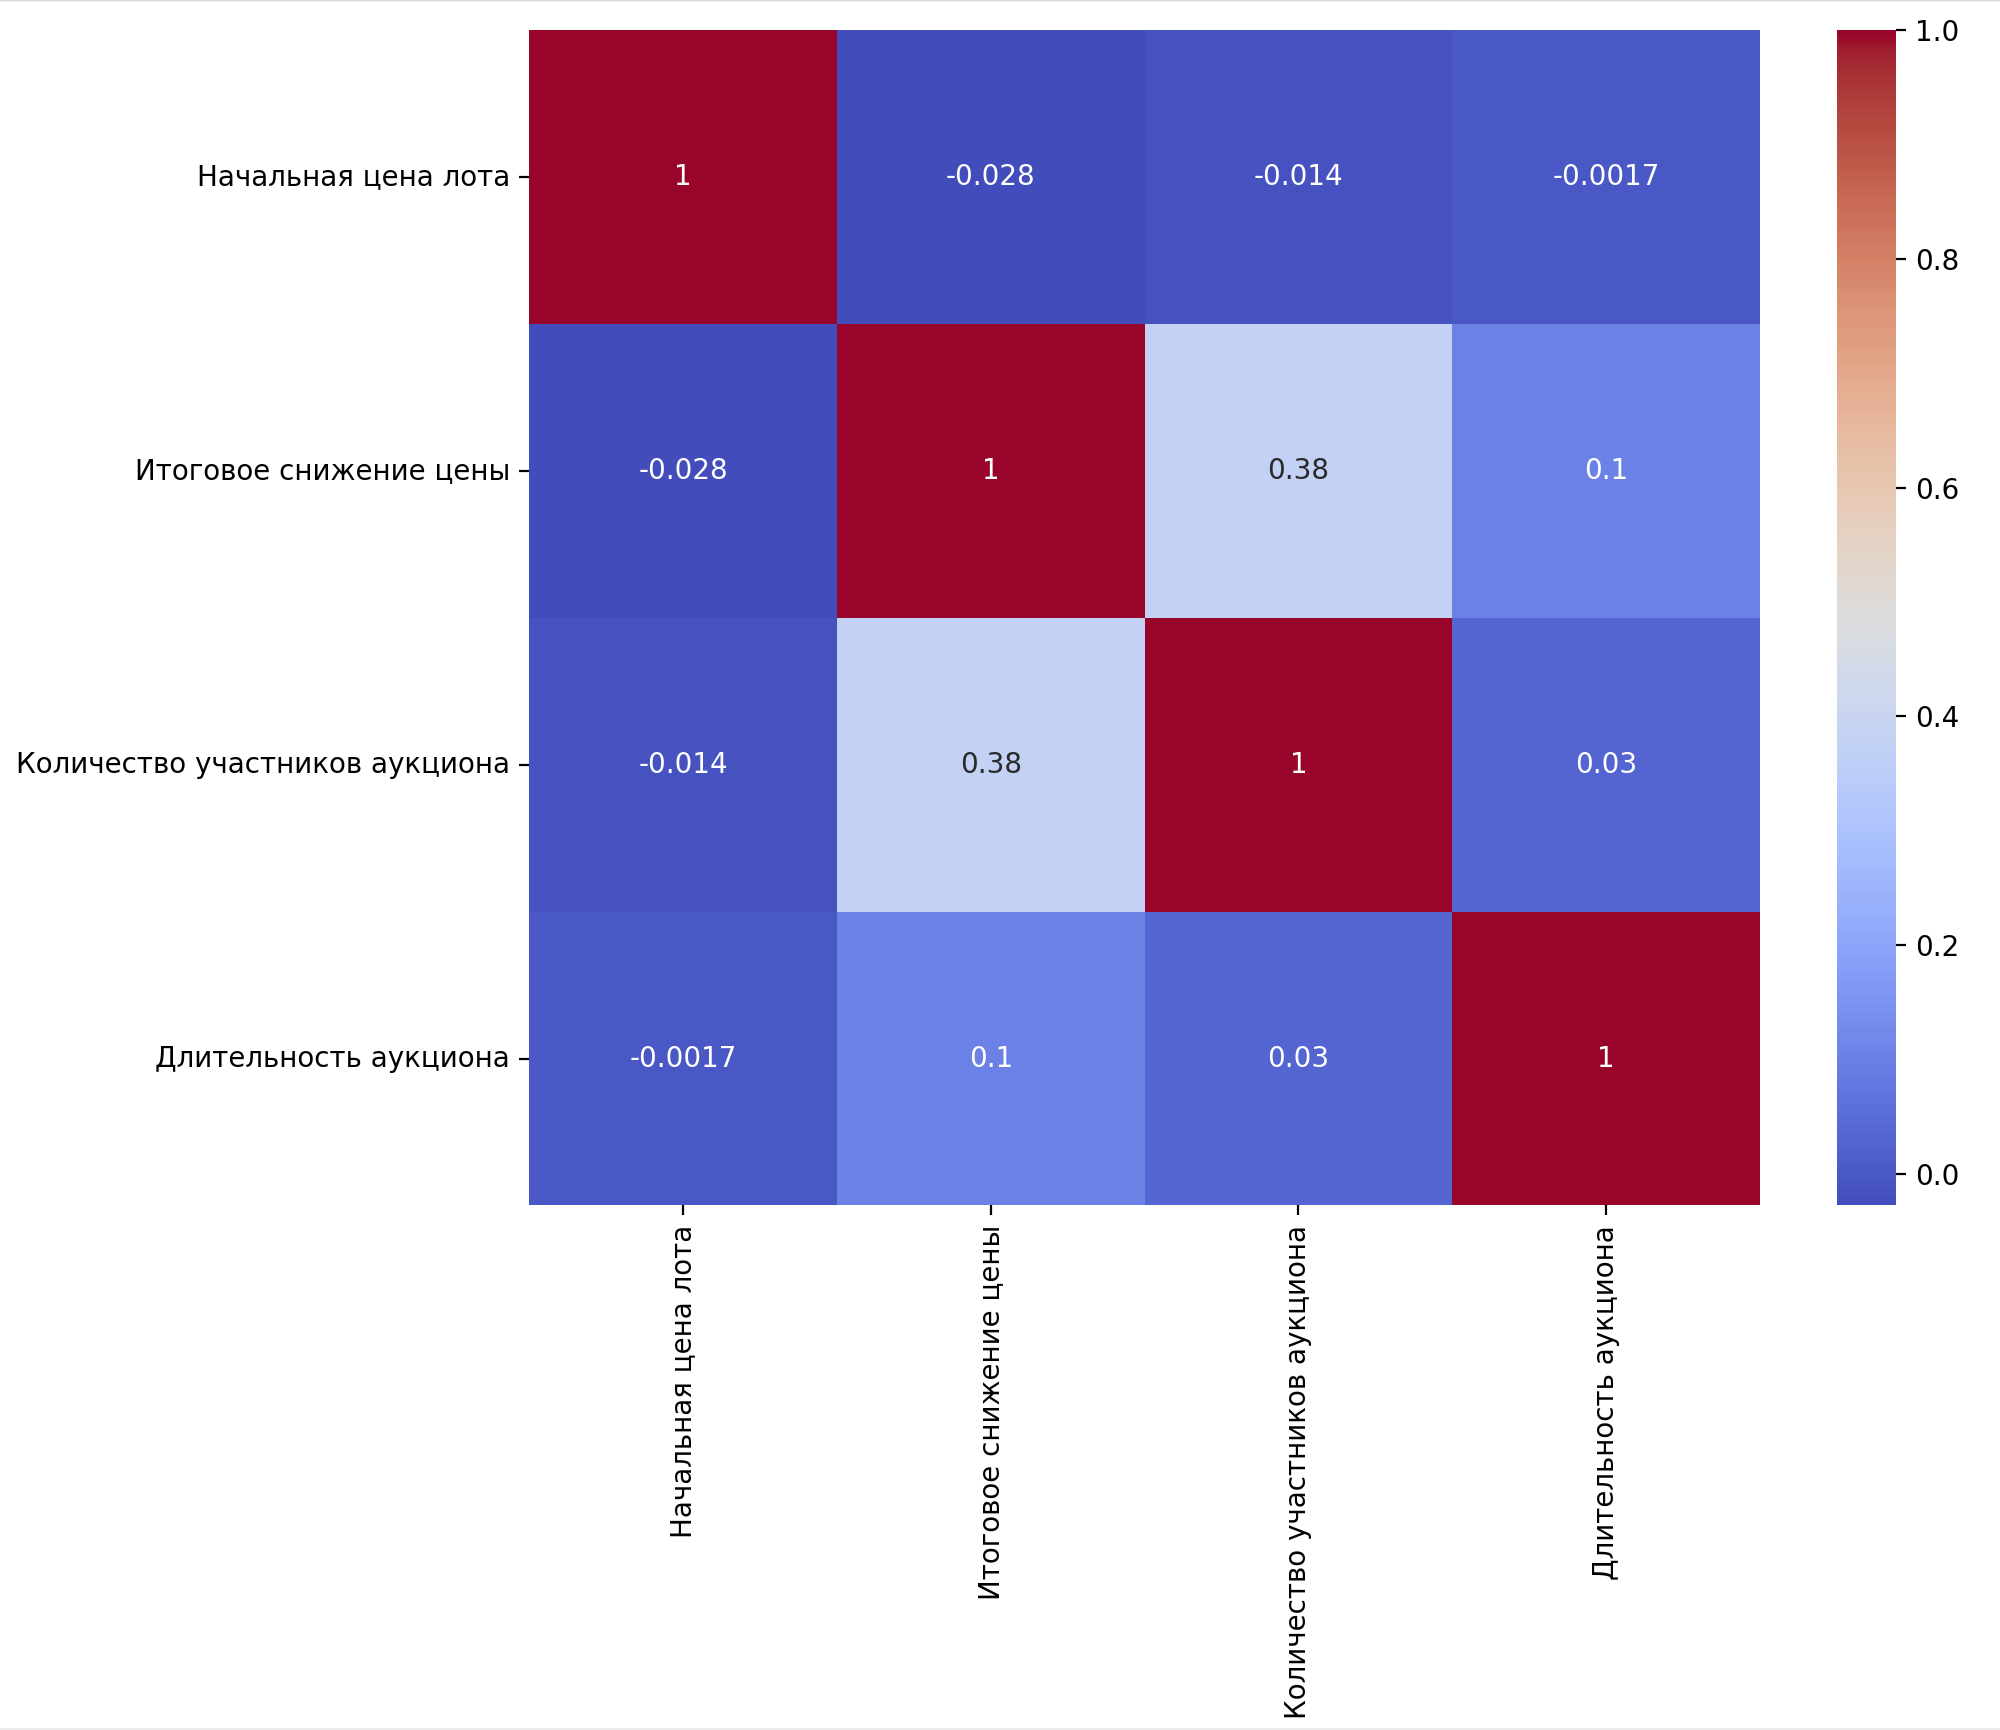 Начальная цена лота
1
-0.028
-0.014
-0.0017
Итоговое снижение цены
-0.028
1
0.38
0.1
Количество участников аукциона
-0.014
0.38
1
0.03
Длительность аукциона
-0.0017
0.1
0.03
1
Начальная цена лота
Итоговое снижение цены
Количество участников аукциона
Длительность аукциона
1.0
0.8
0.6
0.4
0.2
0.0